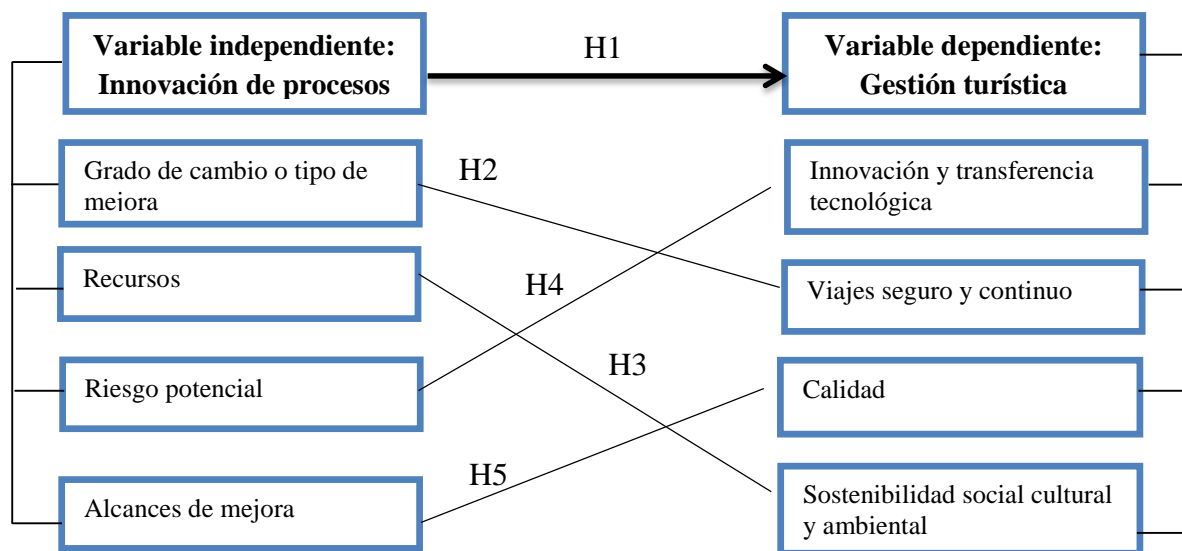 Variable independiente:
Innovación de procesos
H1
Variable dependiente:
Gestión turística
Grado de cambio o tipo de
mejora
H2
Innovación y transferencia
tecnológica
Recursos
H4
Viajes seguro y continuo
Riesgo potencial
H3
Calidad
Alcances de mejora
H5
Sostenibilidad social cultural
y ambiental